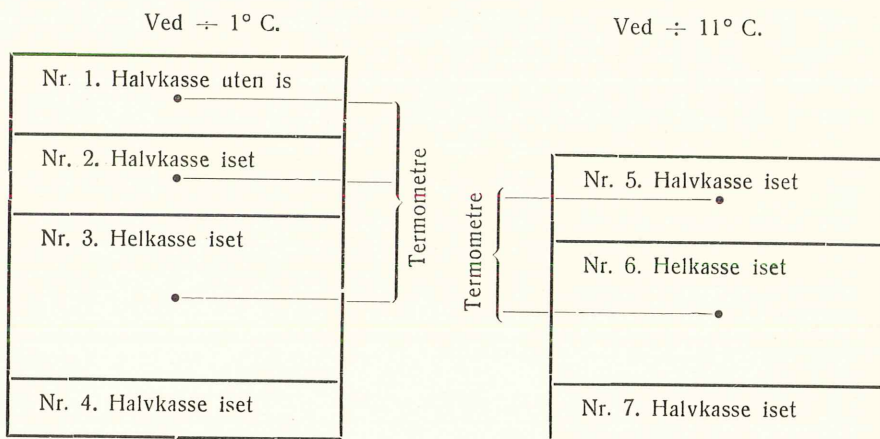 Ved ÷ 1° C.
Nr. 1. Halvkasse uten is
Nr. 2. Halvkasse iset
Nr. 3. Helkasse iset
Nr. 4. Halvkasse iset
Termometre
Ved ÷ 11° C.
Termometre
Nr. 5. Halvkasse iset
Nr. 6. Helkasse iset
Nr. 7. Halvkasse iset